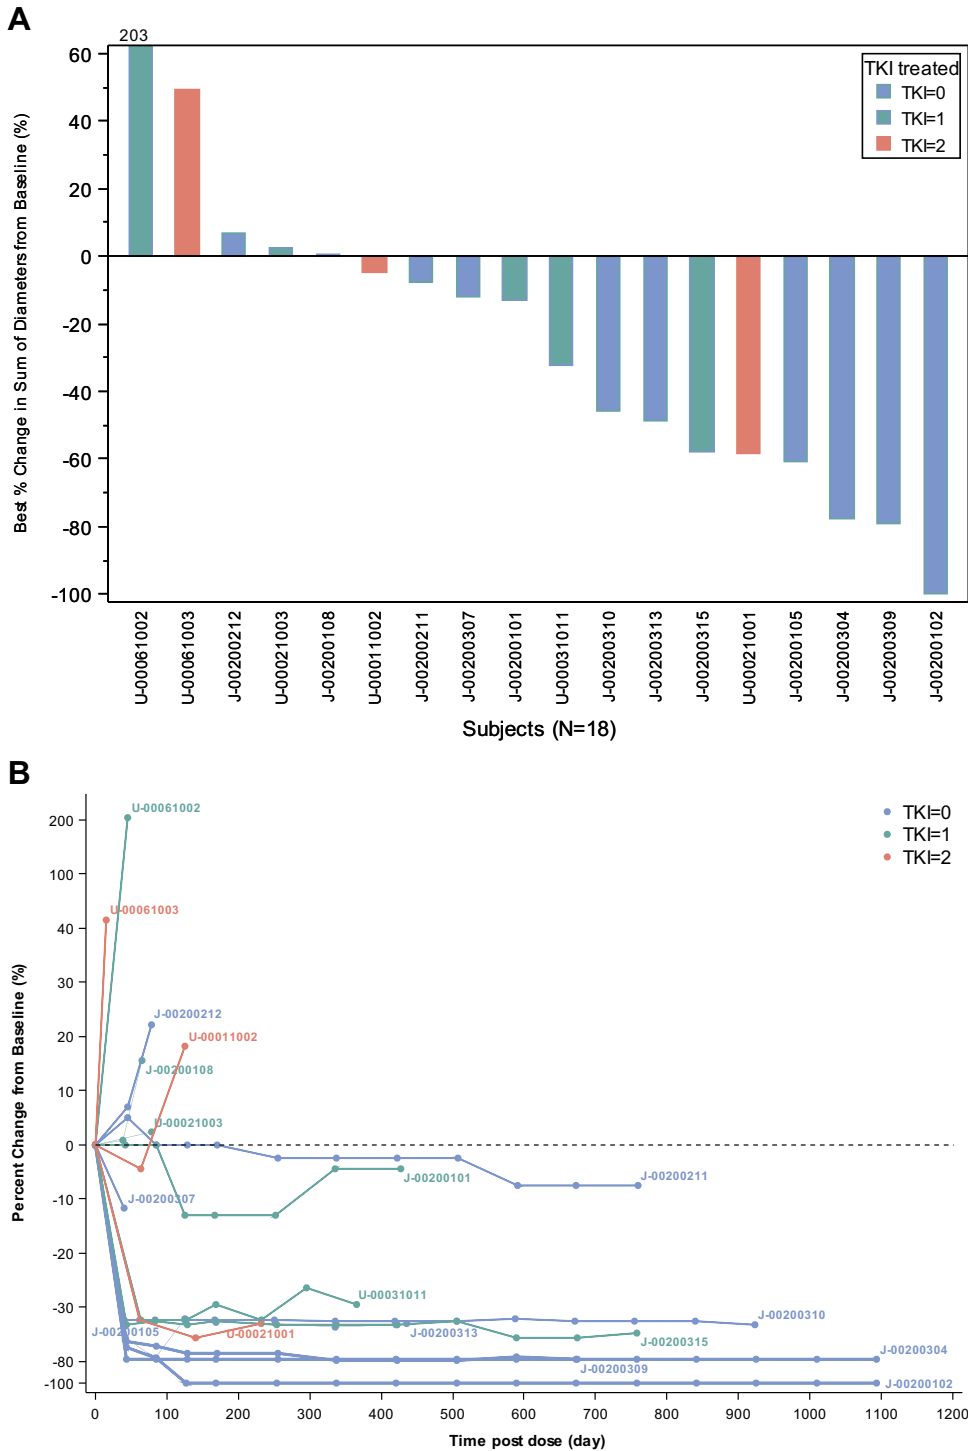 A
203
Best % Change in Sum of Diameters from Baseline (%)
60
40
20
0
-20
-40
-60
-80
-100
TKI treated
TKI=0
TKI=1
TKI=2
U-00061002
U-00061003
J-00200212
U-00021003
J-00200108
U-00011002
J-00200211
J-00200307
J-00200101
U-00031011
J-00200310
J-00200313
J-00200315
U-00021001
J-00200105
J-00200304
J-00200309
J-00200102
Subjects (N=18)
B
Percent Change from Baseline (%)
200
100
40
30
20
10
0
-10
-20
-30
-80
-100
TKI=0
TKI=1
TKI=2
U-00061002
U-00061003
J-00200212
U-00011002
J-00200108
U-00021003
J-00200101
J-00200211
J-00200307
U-00031011
J-00200310
J-00200105
U-00021001
J-00200313
J-00200315
J-00200304
J-00200309
J-00200102
0 100 200 300 400 500 600 700 800 900 1000 1100 1200
Time post dose (day)